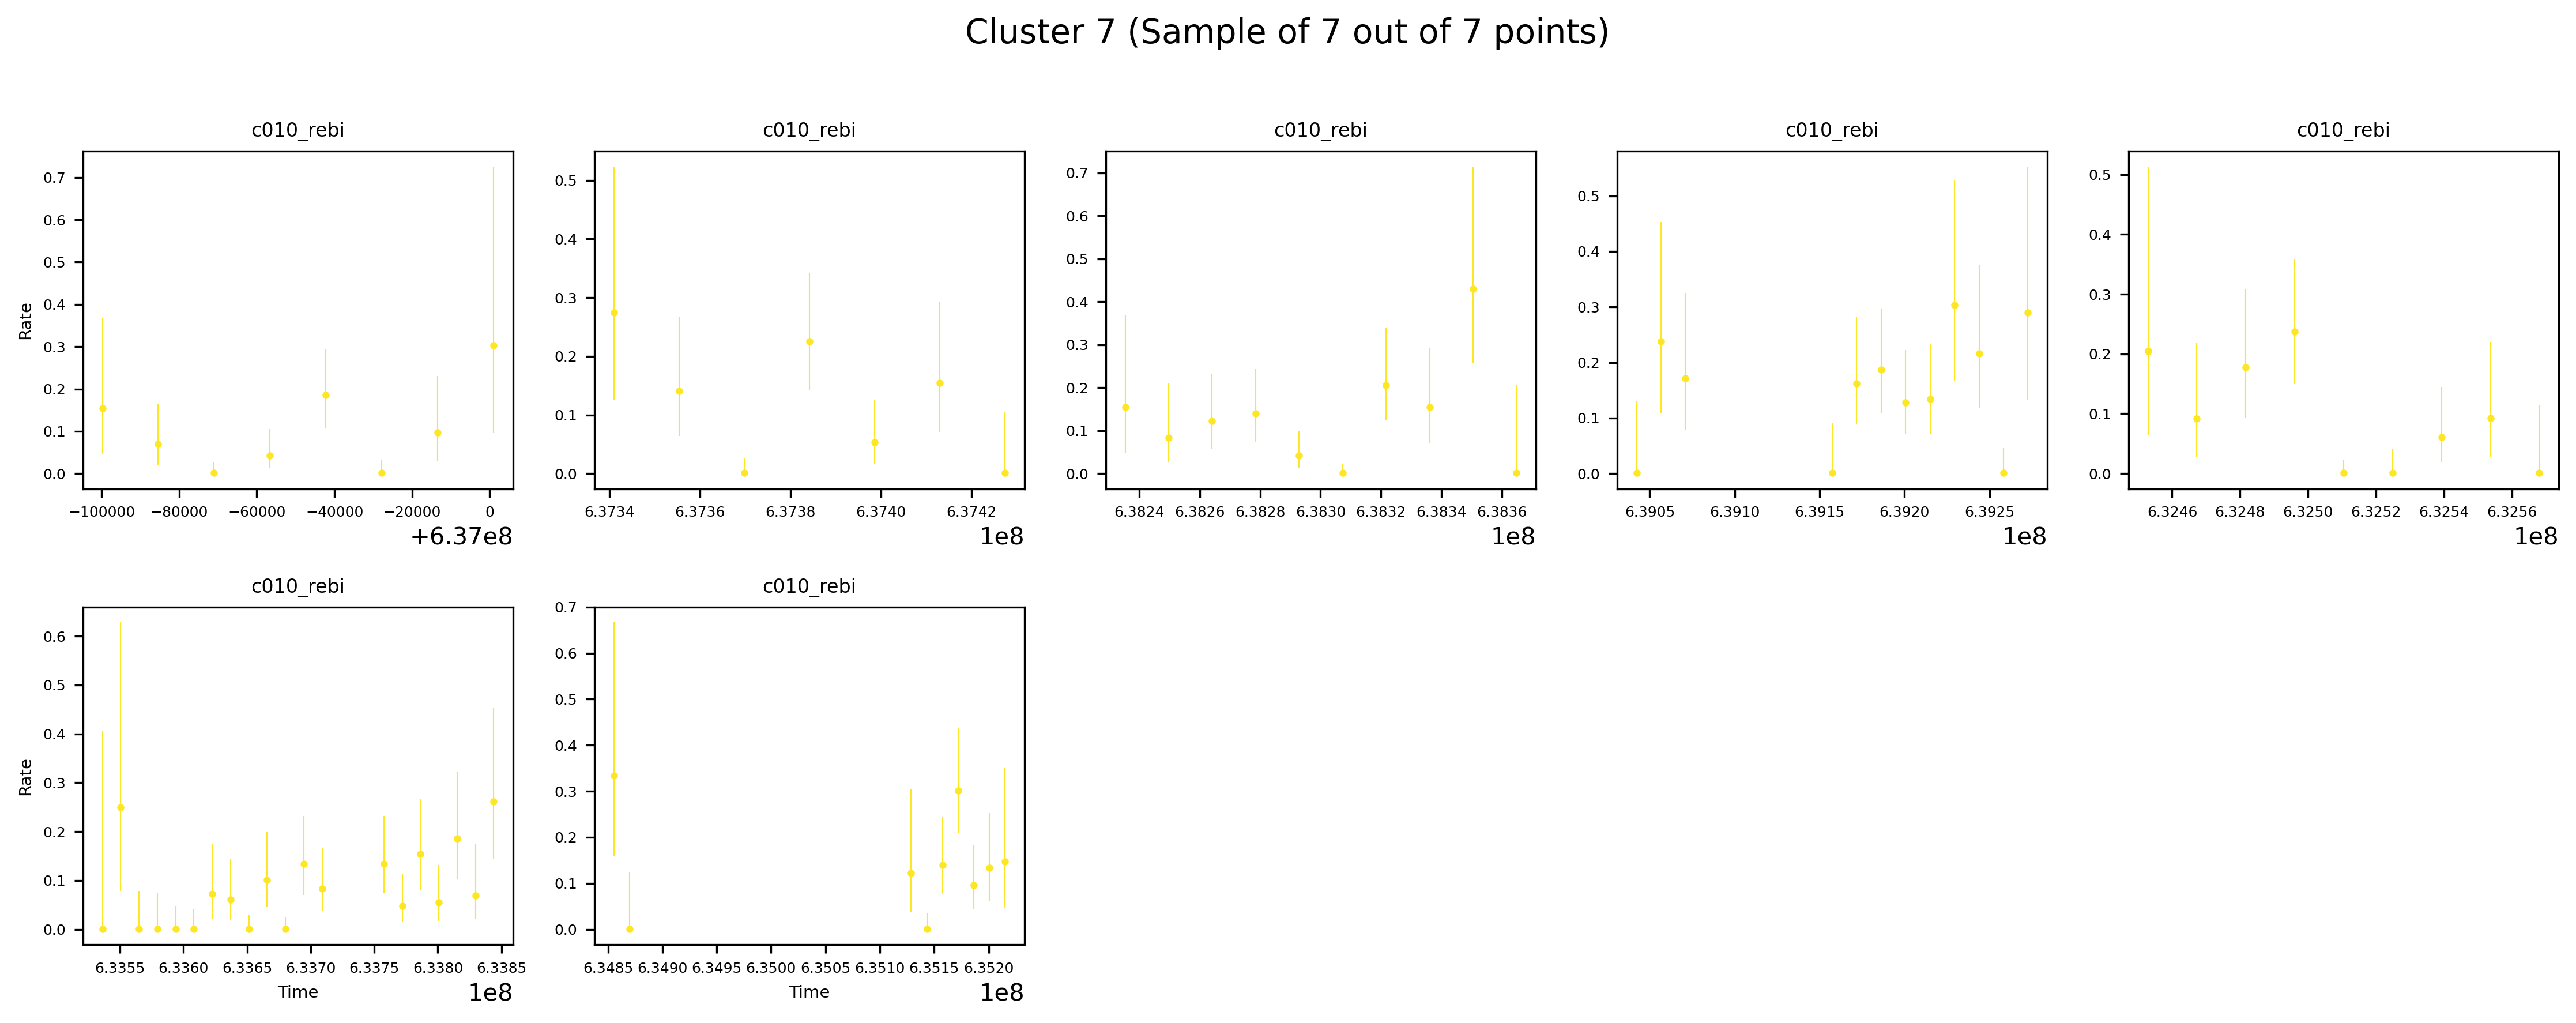 Cluster 7 (Sample of 7 out of 7 points)
c010_rebi c010_rebi c010_rebi c010_rebi c010_rebi
Rate
0.7 0.6 0.5 0.4 0.3 0.2 0.1 0.0
−100000 −80000 −60000 −40000 −20000 0
+6.37e8
0.5 0.4 0.3 0.2 0.1 0.0
6.3734 6.3736 6.3738 6.3740 6.3742
1e8
0.7 0.6 0.5 0.4 0.3 0.2 0.1 0.0
6.3824 6.3826 6.3828 6.3830 6.3832 6.3834 6.3836
1e8
0.5 0.4 0.3 0.2 0.1 0.0
6.3905 6.3910 6.3915 6.3920 6.3925
1e8
0.5 0.4 0.3 0.2 0.1 0.0
6.3246 6.3248 6.3250 6.3252 6.3254 6.3256
1e8
c010_rebi c010_rebi
Rate
0.6 0.5 0.4 0.3 0.2 0.1 0.0
6.3355 6.3360 6.3365 6.3370 6.3375 6.3380 6.3385
Time
1e8
0.7 0.6 0.5 0.4 0.3 0.2 0.1 0.0
6.3485 6.3490 6.3495 6.3500 6.3505 6.3510 6.3515 6.3520
Time
1e8